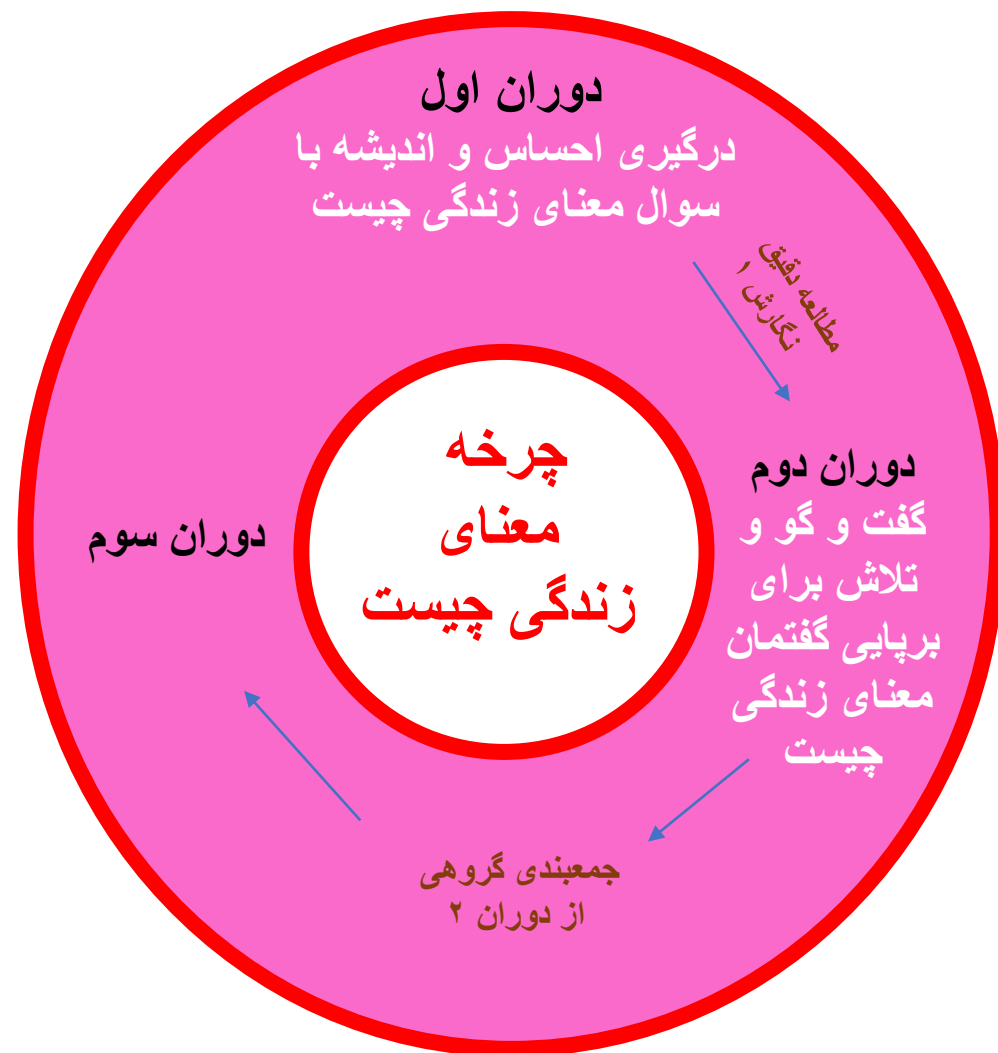 دوران اول
درگیری احساس و اندیشه با
سوال معنای زندگی چیست
مطالعه دقیق
نگارش ۱
دوران دوم
گفت و گو و
تلاش برای
برپایی گفتمان
معنای زندگی
چیست
جمعبندی گروهی
از دوران ۲
دوران سوم
چرخه
معنای
زندگی چیست